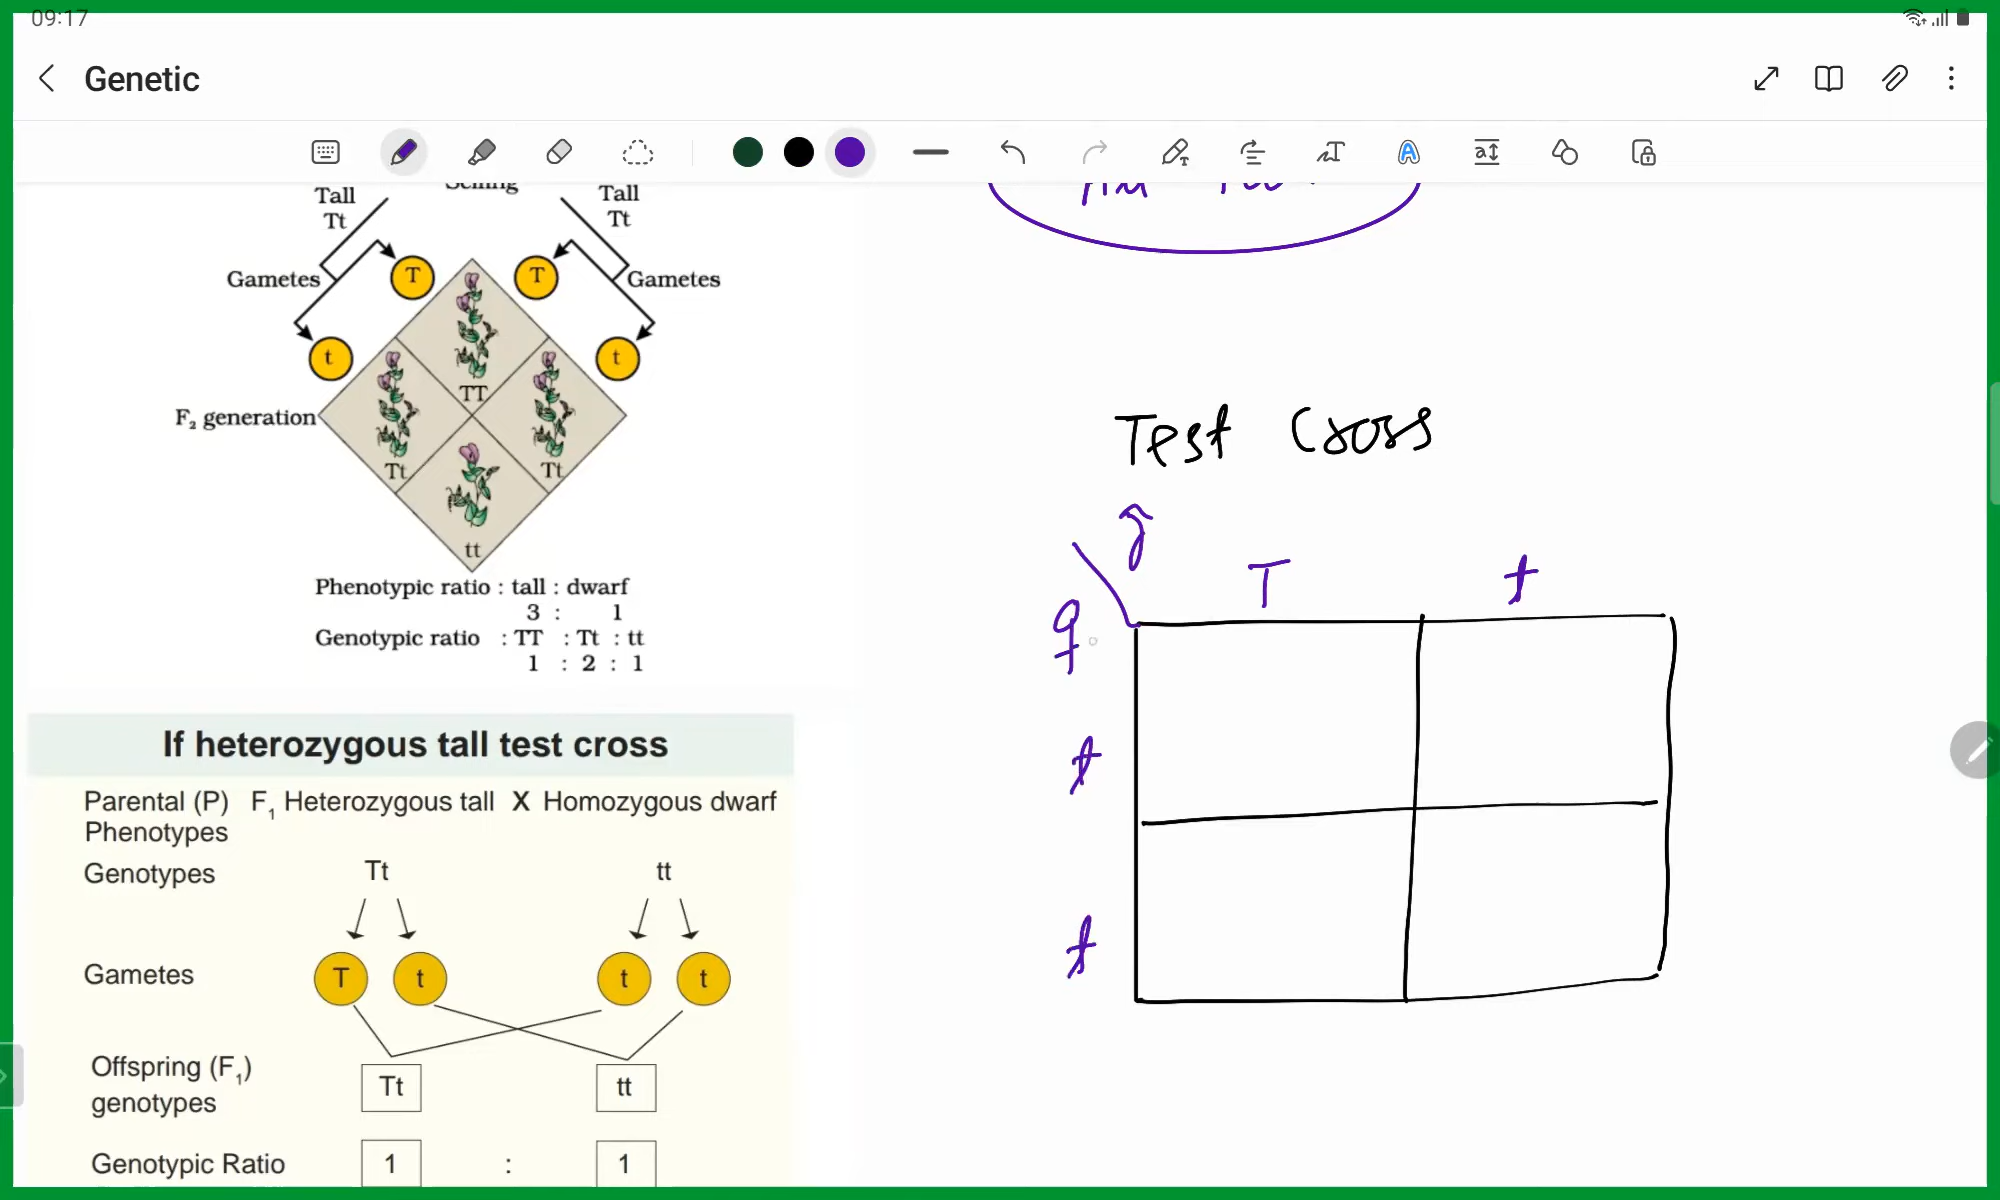 09:17
Genetic
Tall
Tt
Selfing
Tall
Tt
Gametes
T
T
Gametes
t
t
TT
F₂ generation
Tt
Tt
tt
Phenotypic ratio : tall : dwarf
3 : 1
Genotypic ratio : TT : Tt : tt
1 : 2 : 1
If heterozygous tall test cross
Parental (P) F₁ Heterozygous tall X Homozygous dwarf
Phenotypes
Genotypes Tt tt
Gametes T t t t
Offspring (F₁)
genotypes
Tt tt
Genotypic Ratio 1 : 1
Test Cross
♂
T t
♀
t
t